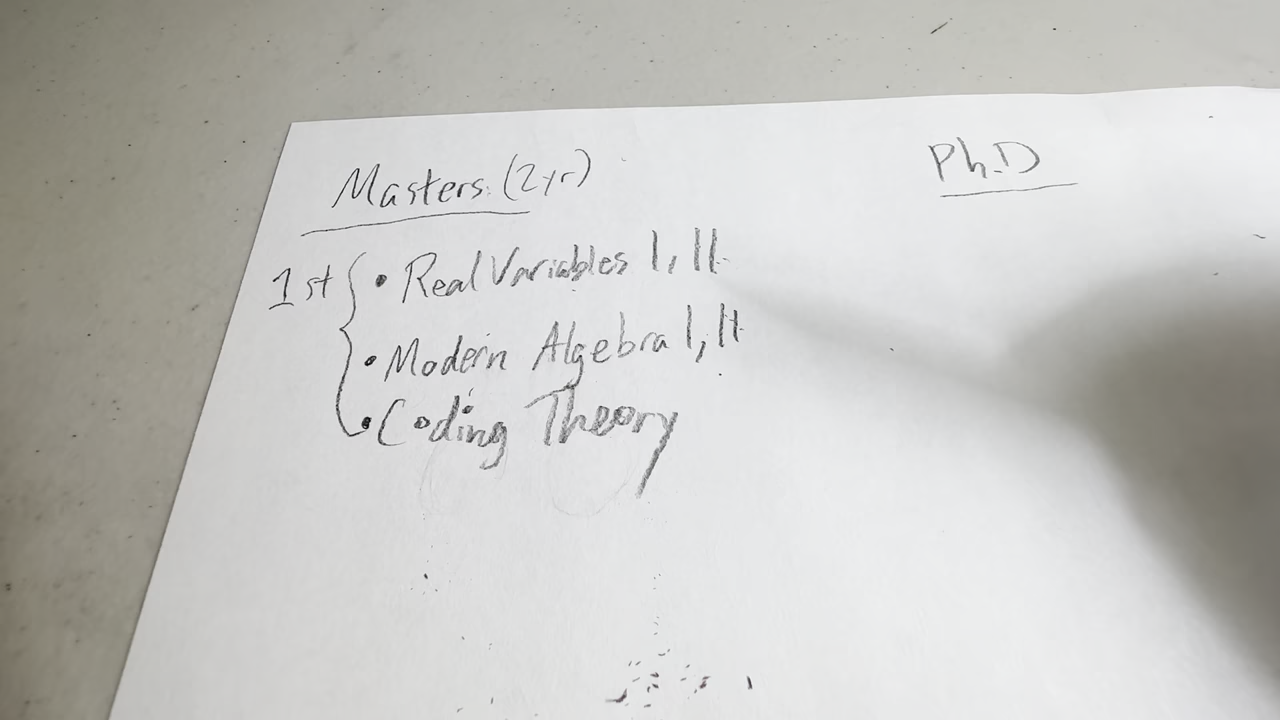 Masters (2yr)
Ph.D
1st { • Real Variables I, II
• Modern Algebra I, II
• Coding Theory